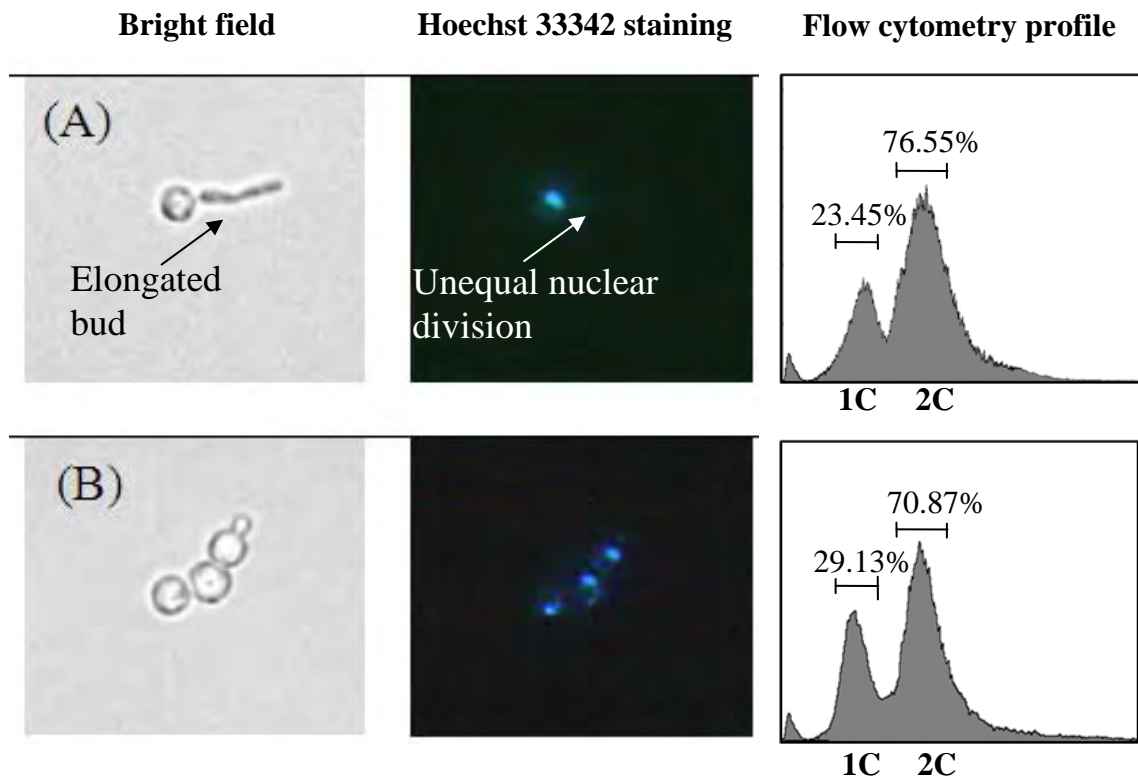 Bright field
Hoechst 33342 staining
Flow cytometry profile
(A)
Elongated
bud
Unequal nuclear
division
76.55%
23.45%
1C
2C
(B)
70.87%
29.13%
1C
2C